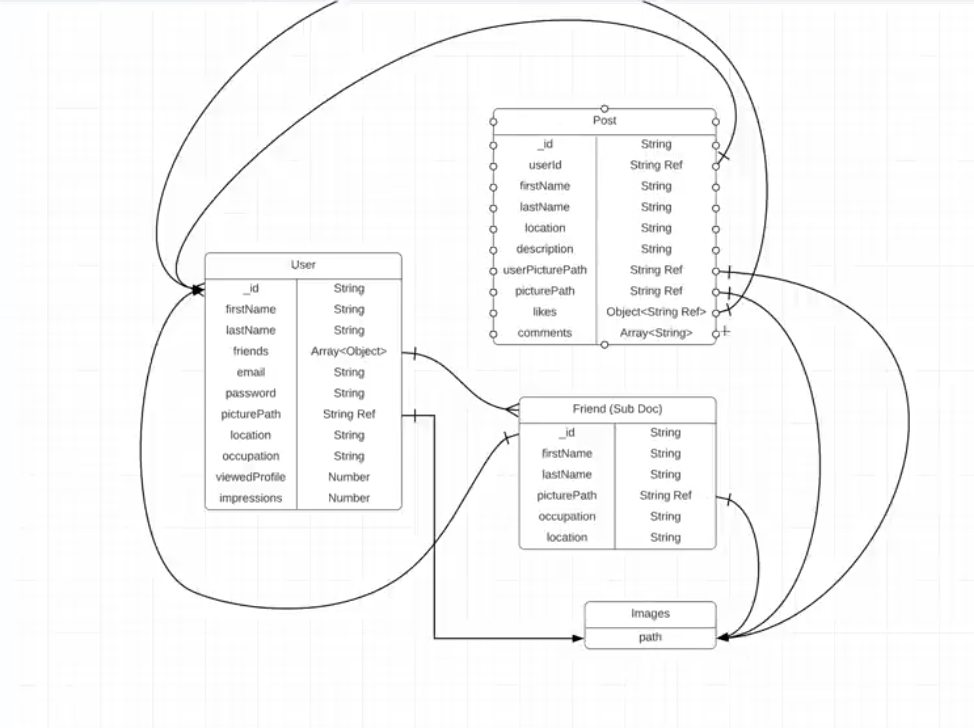 Post
_id String
userId String Ref
firstName String
lastName String
location String
description String
userPicturePath String Ref
picturePath String Ref
likes Object<String Ref>
comments Array<String>
User
_id String
firstName String
lastName String
friends Array<Object>
email String
password String
picturePath String Ref
location String
occupation String
viewedProfile Number
impressions Number
Friend (Sub Doc)
_id String
firstName String
lastName String
picturePath String Ref
occupation String
location String
Images
path